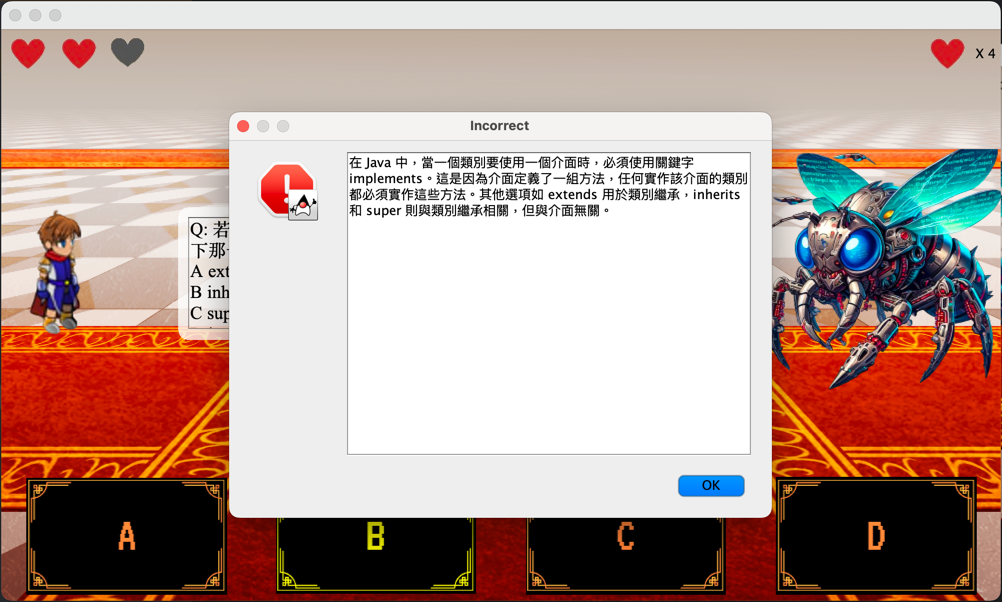 X 4
Incorrect
在 Java 中，當一個類別要使用一個介面時，必須使用關鍵字
implements。這是因為介面定義了一組方法，任何實作該介面的類別
都必須實作這些方法。其他選項如 extends 用於類別繼承，inherits
和 super 則與類別繼承相關，但與介面無關。
Q: 若
下那
A ext
B inh
C sup
OK
A
B
C
D